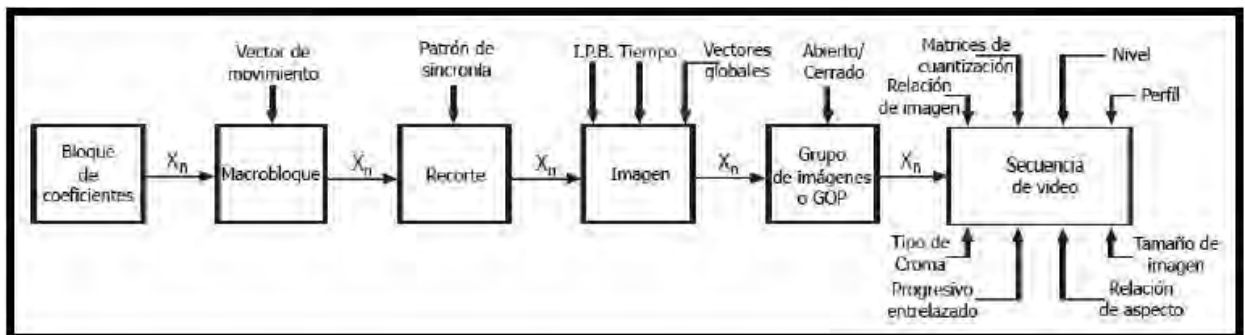 Vector de
movimiento
Patrón de
sincronía
I.P.B. Tiempo
Vectores
globales
Abierto/
Cerrado
Matrices de
cuantización
Relación
de imagen
Nivel
Perfil
Bloque
de
coeficientes
Xn
Macrobloque
Xn
Recorte
Xn
Imagen
Xn
Grupo
de imágenes
o GOP
Xn
Secuencia
de video
Tipo de
Croma
Progresivo
entrelazado
Relación
de aspecto
Tamaño de
imagen